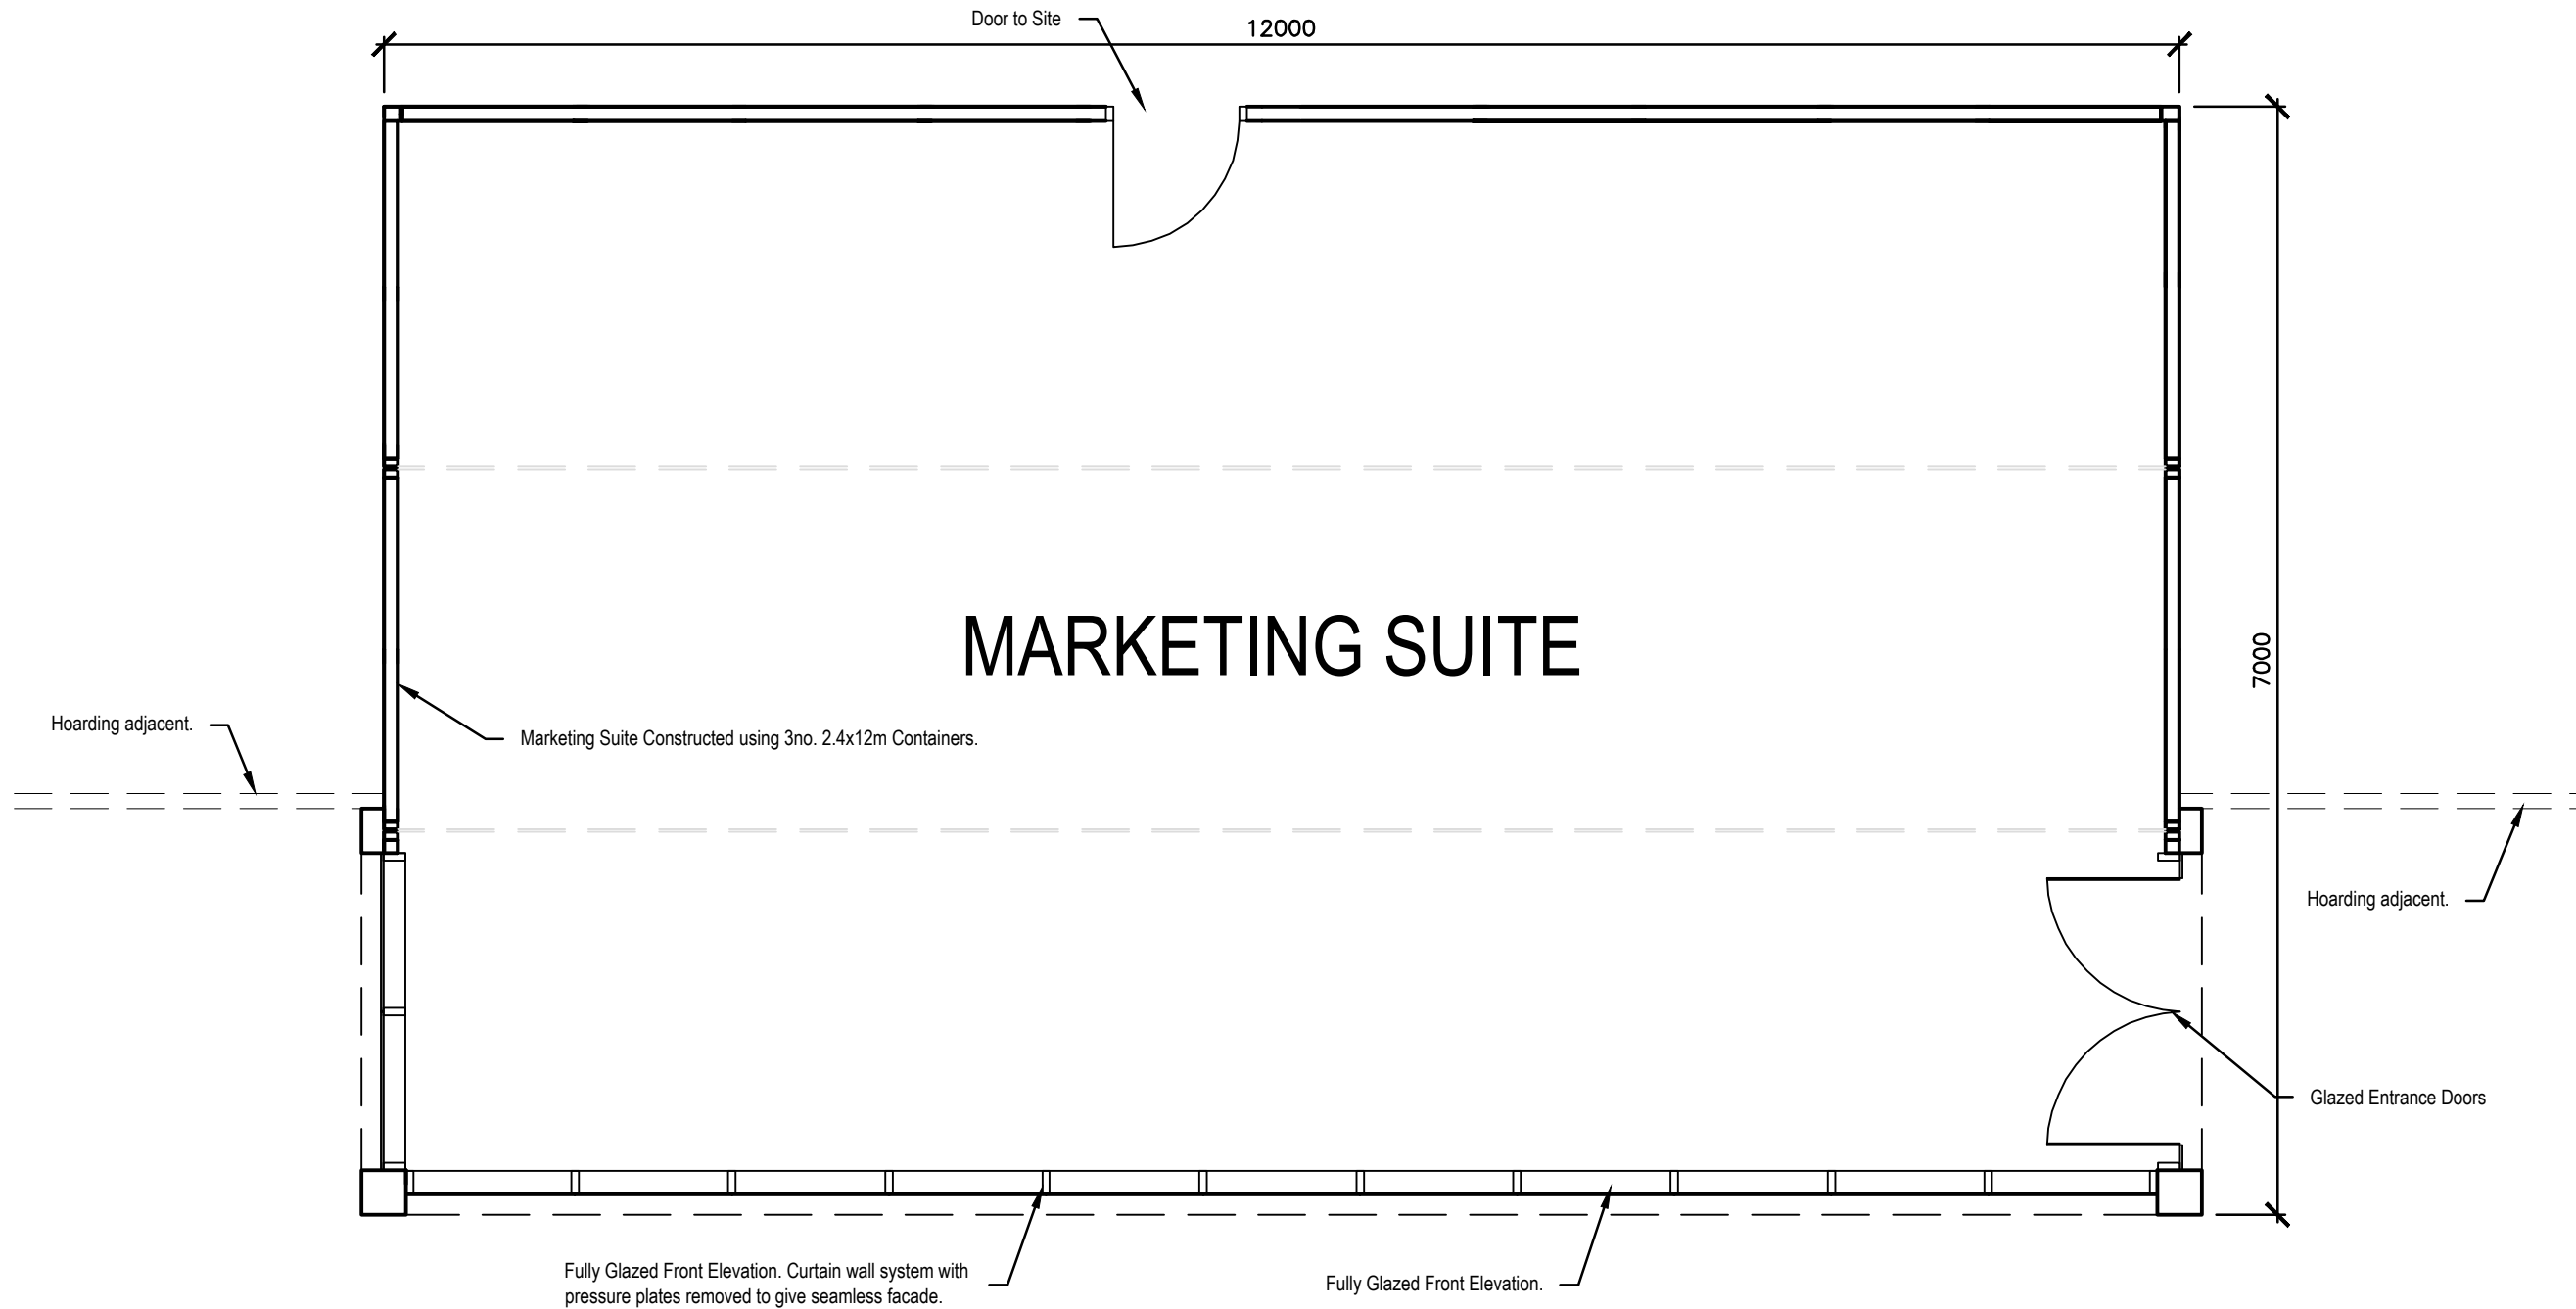 Door to Site
12000
MARKETING SUITE
7000
Hoarding adjacent.
Marketing Suite Constructed using 3no. 2.4x12m Containers.
Hoarding adjacent.
Glazed Entrance Doors
Fully Glazed Front Elevation. Curtain wall system with
pressure plates removed to give seamless facade.
Fully Glazed Front Elevation.